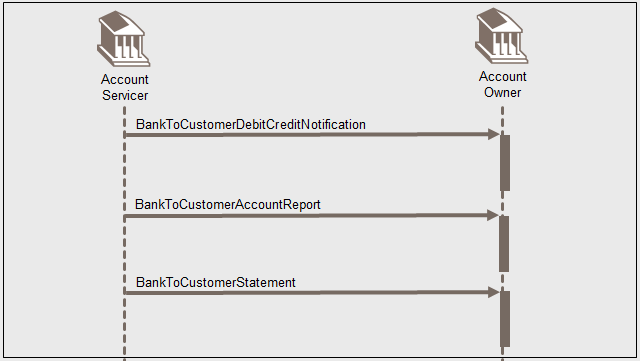 Account
Servicer
Account
Owner
BankToCustomerDebitCreditNotification
BankToCustomerAccountReport
BankToCustomerStatement